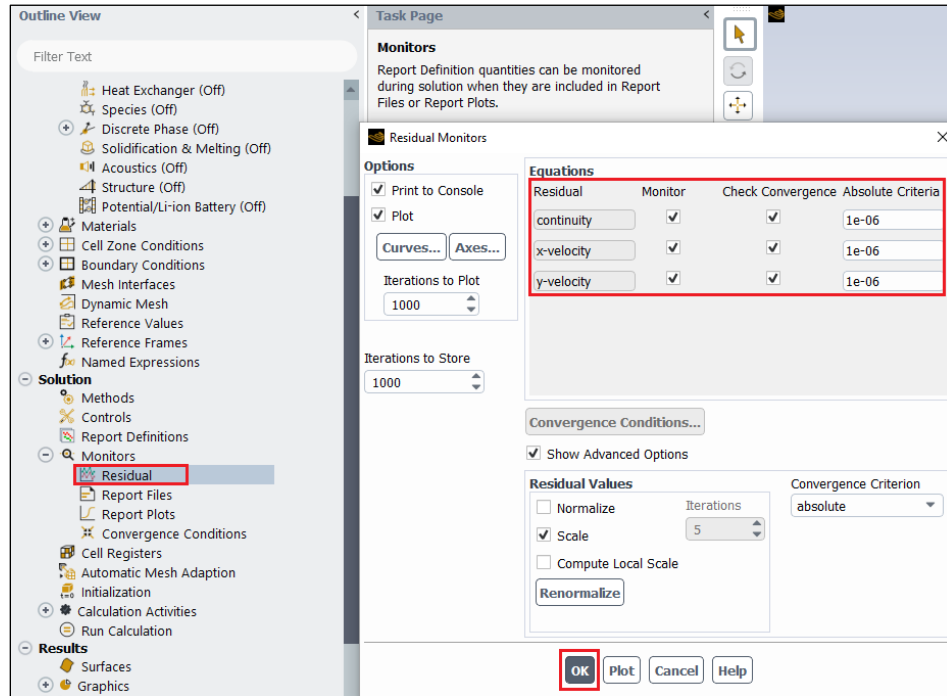 Outline View
Filter Text
Heat Exchanger (Off)
Species (Off)
Discrete Phase (Off)
Solidification & Melting (Off)
Acoustics (Off)
Structure (Off)
Potential/Li-ion Battery (Off)
Materials
Cell Zone Conditions
Boundary Conditions
Mesh Interfaces
Dynamic Mesh
Reference Values
Reference Frames
Named Expressions
Solution
Methods
Controls
Report Definitions
Monitors
Residual
Report Files
Report Plots
Convergence Conditions
Cell Registers
Automatic Mesh Adaption
Initialization
Calculation Activities
Run Calculation
Results
Surfaces
Graphics
Task Page
Monitors
Report Definition quantities can be monitored
during solution when they are included in Report
Files or Report Plots.
Residual Monitors
Options
Print to Console
Plot
Curves... Axes...
Iterations to Plot
1000
Iterations to Store
1000
Equations
Residual Monitor Check Convergence Absolute Criteria
continuity 1e-06
x-velocity 1e-06
y-velocity 1e-06
Convergence Conditions...
Show Advanced Options
Residual Values
Normalize
Iterations
5
Scale
Compute Local Scale
Renormalize
Convergence Criterion
absolute
OK Plot Cancel Help